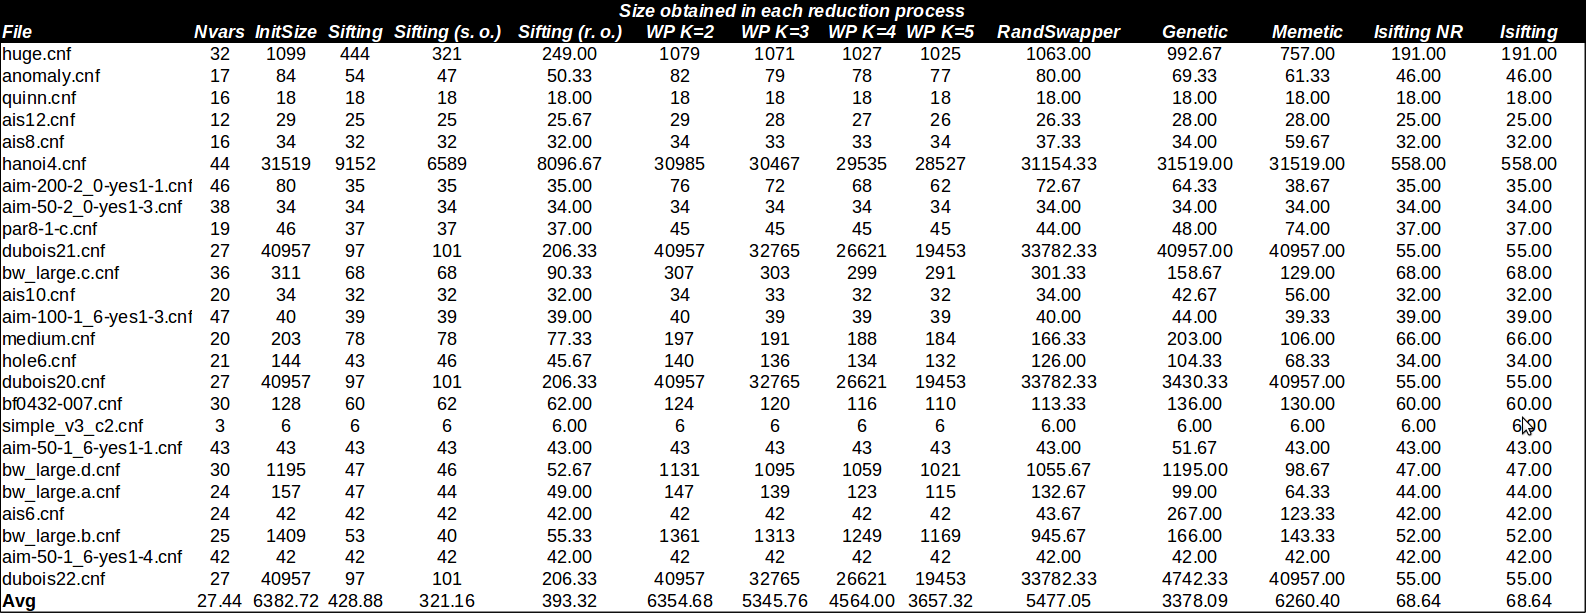 Size obtained in each reduction process
File Nvars InitSize Sifting Sifting (s. o.) Sifting (r. o.) WP K=2 WP K=3 WP K=4 WP K=5 RandSwapper Genetic Memetic Isifting NR Isifting
huge.cnf 32 1099 444 321 249.00 1079 1071 1027 1025 1063.00 992.67 757.00 191.00 191.00
anomaly.cnf 17 84 54 47 50.33 82 79 78 77 80.00 69.33 61.33 46.00 46.00
quinn.cnf 16 18 18 18 18.00 18 18 18 18 18.00 18.00 18.00 18.00 18.00
ais12.cnf 12 29 25 25 25.67 29 28 27 26 26.33 28.00 28.00 25.00 25.00
ais8.cnf 16 34 32 32 32.00 34 33 33 34 37.33 34.00 59.67 32.00 32.00
hanoi4.cnf 44 31519 9152 6589 8096.67 30985 30467 29535 28527 31154.33 31519.00 31519.00 558.00 558.00
aim-200-2_0-yes1-1.cnf 46 80 35 35 35.00 76 72 68 62 72.67 64.33 38.67 35.00 35.00
aim-50-2_0-yes1-3.cnf 38 34 34 34 34.00 34 34 34 34 34.00 34.00 34.00 34.00 34.00
par8-1-c.cnf 19 46 37 37 37.00 45 45 45 45 44.00 48.00 74.00 37.00 37.00
dubois21.cnf 27 40957 97 101 206.33 40957 32765 26621 19453 33782.33 40957.00 40957.00 55.00 55.00
bw_large.c.cnf 36 311 68 68 90.33 307 303 299 291 301.33 158.67 129.00 68.00 68.00
ais10.cnf 20 34 32 32 32.00 34 33 32 32 34.00 42.67 56.00 32.00 32.00
aim-100-1_6-yes1-3.cnf 47 40 39 39 39.00 40 39 39 39 40.00 44.00 39.33 39.00 39.00
medium.cnf 20 203 78 78 77.33 197 191 188 184 166.33 203.00 106.00 66.00 66.00
hole6.cnf 21 144 43 46 45.67 140 136 134 132 126.00 104.33 68.33 34.00 34.00
dubois20.cnf 27 40957 97 101 206.33 40957 32765 26621 19453 33782.33 3430.33 40957.00 55.00 55.00
bf0432-007.cnf 30 128 60 62 62.00 124 120 116 110 113.33 136.00 130.00 60.00 60.00
simple_v3_c2.cnf 3 6 6 6 6.00 6 6 6 6 6.00 6.00 6.00 6.00
aim-50-1_6-yes1-1.cnf 43 43 43 43 43.00 43 43 43 43 43.00 51.67 43.00 43.00 43.00
bw_large.d.cnf 30 1195 47 46 52.67 1131 1095 1059 1021 1055.67 1195.00 98.67 47.00 47.00
bw_large.a.cnf 24 157 47 44 49.00 147 139 123 115 132.67 99.00 64.33 44.00 44.00
ais6.cnf 24 42 42 42 42.00 42 42 42 42 43.67 267.00 123.33 42.00 42.00
bw_large.b.cnf 25 1409 53 40 55.33 1361 1313 1249 1169 945.67 166.00 143.33 52.00 52.00
aim-50-1_6-yes1-4.cnf 42 42 42 42 42.00 42 42 42 42 42.00 42.00 42.00 42.00 42.00
dubois22.cnf 27 40957 97 101 206.33 40957 32765 26621 19453 33782.33 4742.33 40957.00 55.00 55.00
Avg 27.44 6382.72 428.88 321.16 393.32 6354.68 5345.76 4564.00 3657.32 5477.05 3378.09 6260.40 68.64 68.64